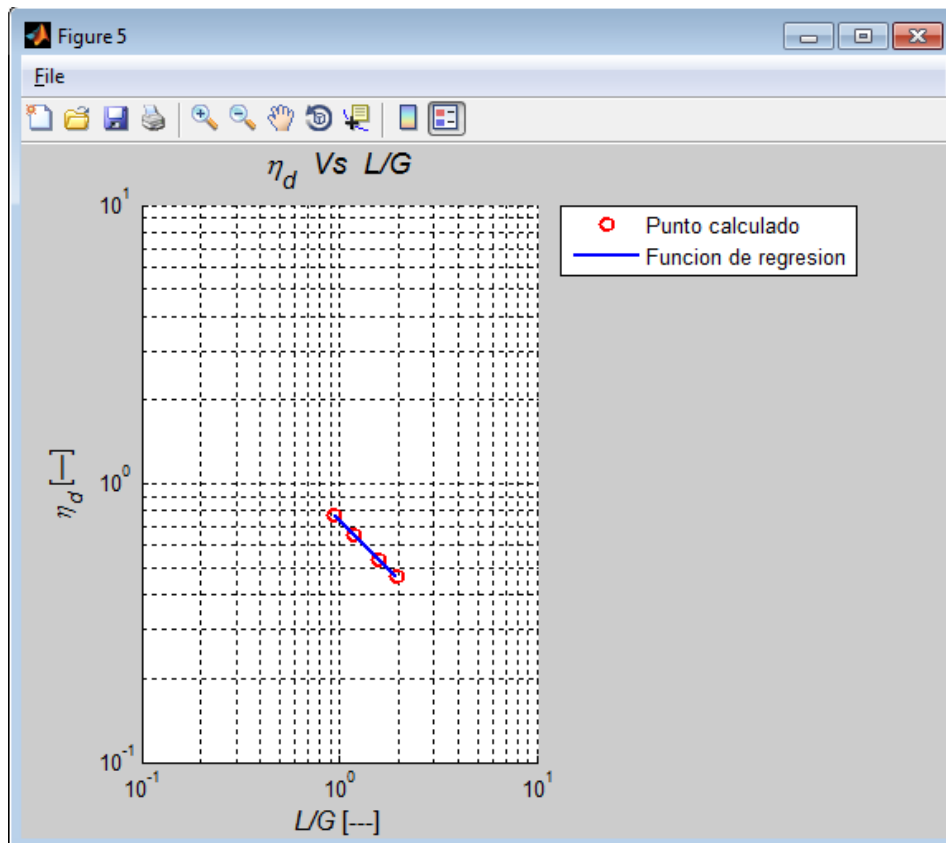 Figure 5
File
η_d Vs L/G
Punto calculado
Funcion de regresion
10^1
10^0
10^-1
η_d [---]
10^-1
10^0
10^1
L/G [---]